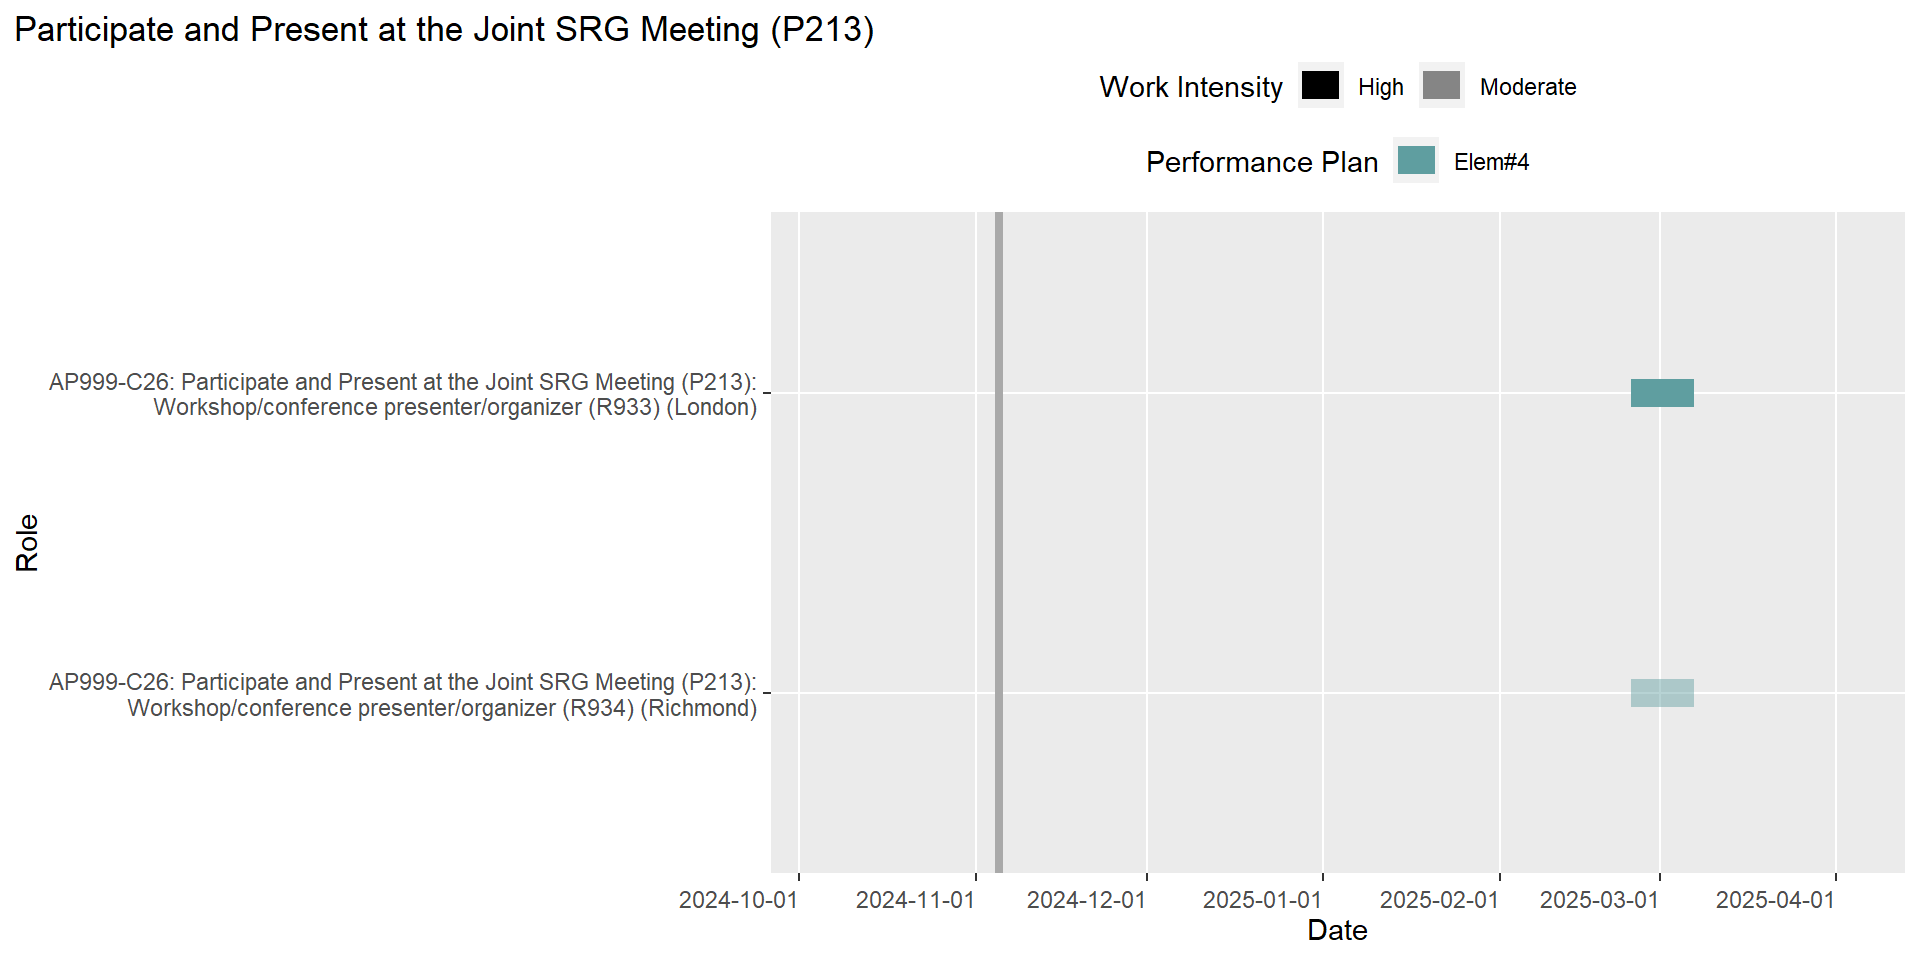 Participate and Present at the Joint SRG Meeting (P213)
Work Intensity High Moderate
Performance Plan Elem#4
AP999-C26: Participate and Present at the Joint SRG Meeting (P213):
Workshop/conference presenter/organizer (R933) (London)
Role
AP999-C26: Participate and Present at the Joint SRG Meeting (P213):
Workshop/conference presenter/organizer (R934) (Richmond)
2024-10-01 2024-11-01 2024-12-01 2025-01-01 2025-02-01 2025-03-01 2025-04-01
Date